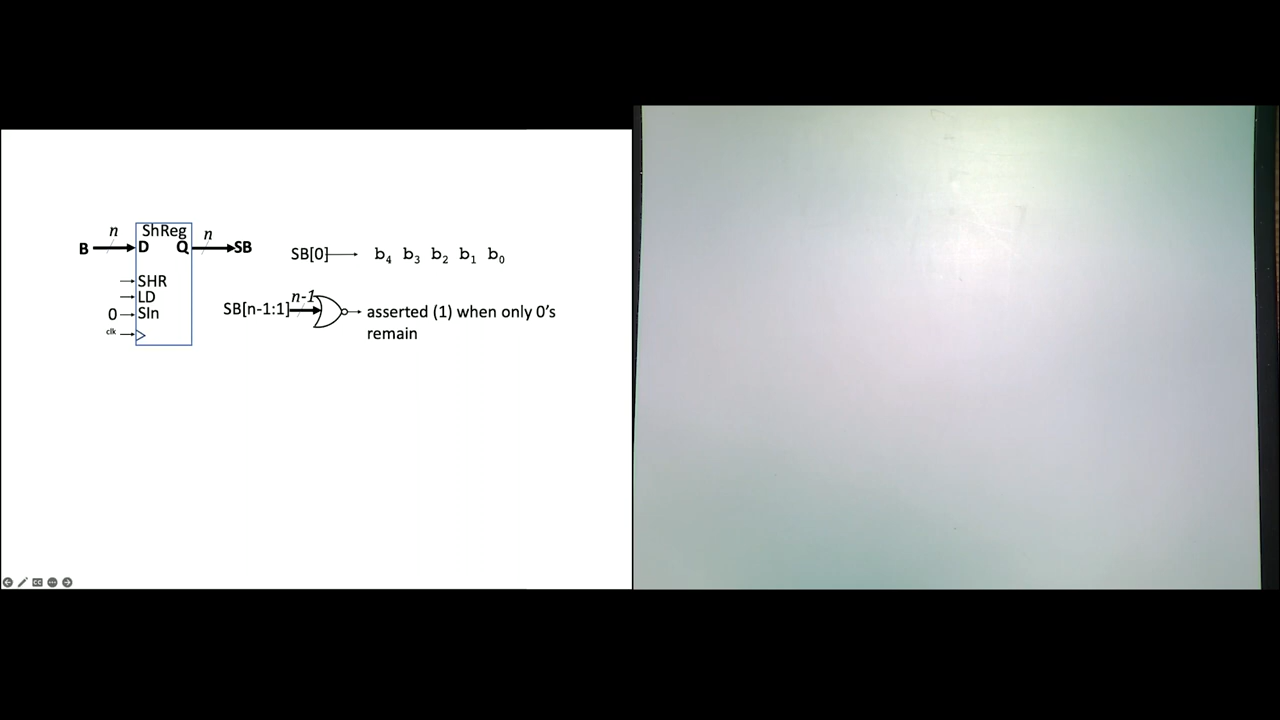 n ShReg n
B D Q SB
SB[0] b4 b3 b2 b1 b0
SHR
LD
0 SIn
clk
SB[n-1:1] n-1 asserted (1) when only 0's
remain
CC